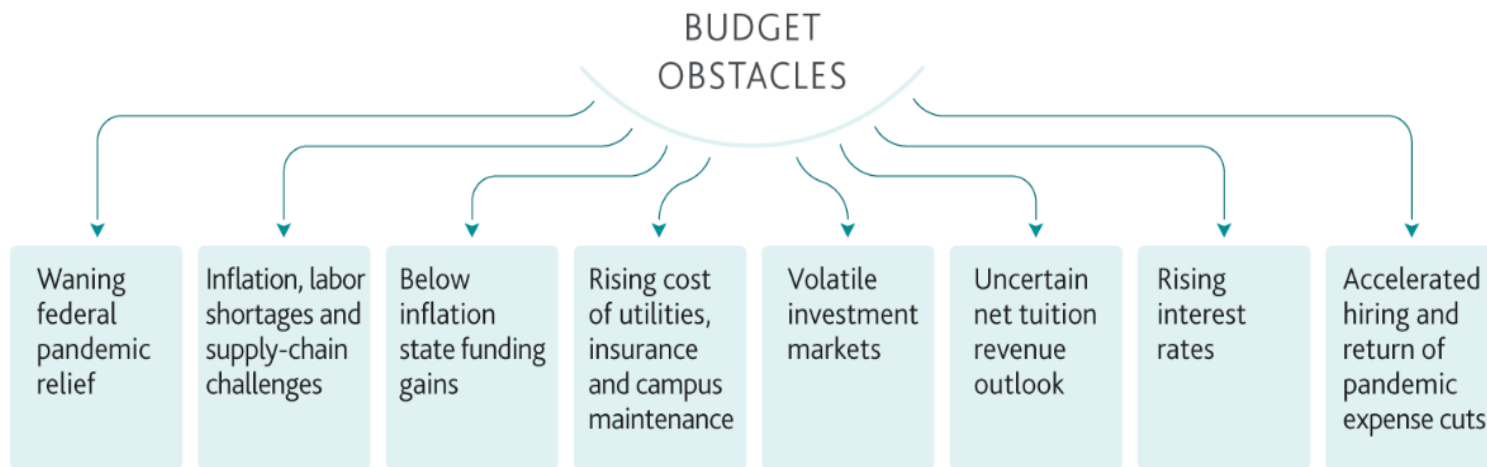 BUDGET
OBSTACLES
Waning
federal
pandemic
relief
Inflation, labor
shortages and
supply-chain
challenges
Below
inflation
state funding
gains
Rising cost
of utilities,
insurance
and campus
maintenance
Volatile
investment
markets
Uncertain
net tuition
revenue
outlook
Rising
interest
rates
Accelerated
hiring and
return of
pandemic
expense cuts